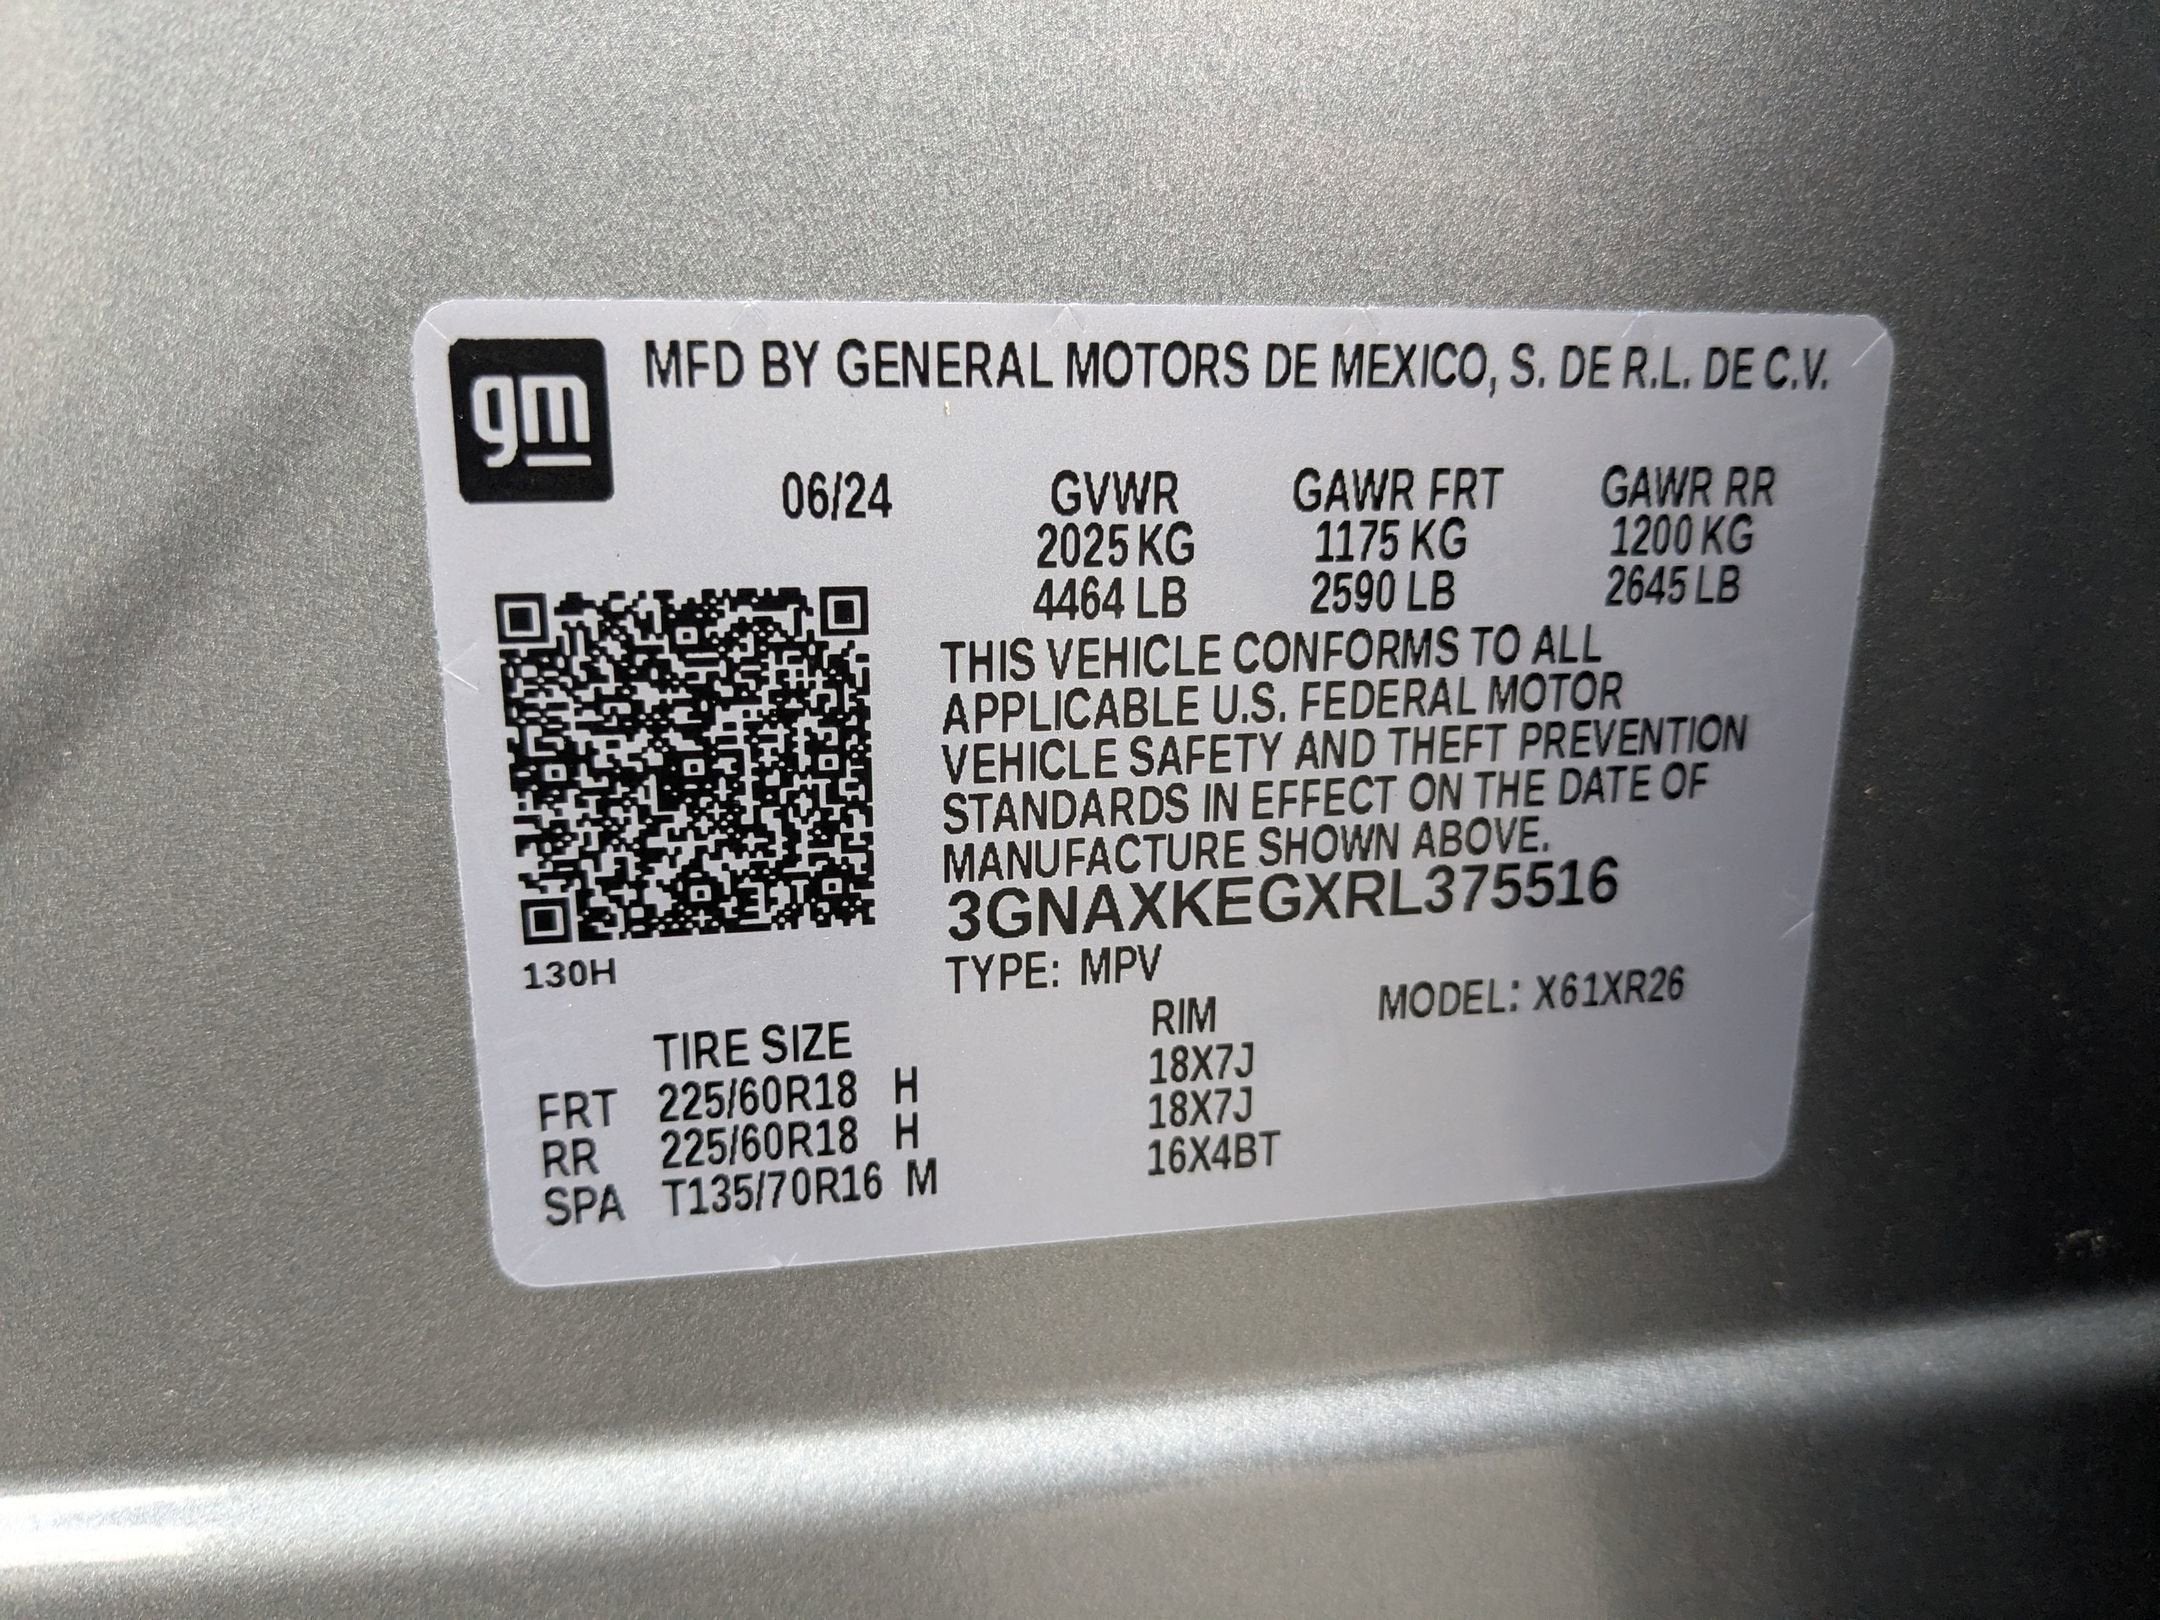 gm
MFD BY GENERAL MOTORS DE MEXICO, S. DE R.L. DE C.V.
06/24 GVWR GAWR FRT GAWR RR
2025 KG 1175 KG 1200 KG
4464 LB 2590 LB 2645 LB
THIS VEHICLE CONFORMS TO ALL
APPLICABLE U.S. FEDERAL MOTOR
VEHICLE SAFETY AND THEFT PREVENTION
STANDARDS IN EFFECT ON THE DATE OF
MANUFACTURE SHOWN ABOVE.
3GNAXKEGXRL375516
130H
TYPE: MPV MODEL: X61XR26
TIRE SIZE RIM
FRT 225/60R18 H 18X7J
RR 225/60R18 H 18X7J
SPA T135/70R16 M 16X4BT